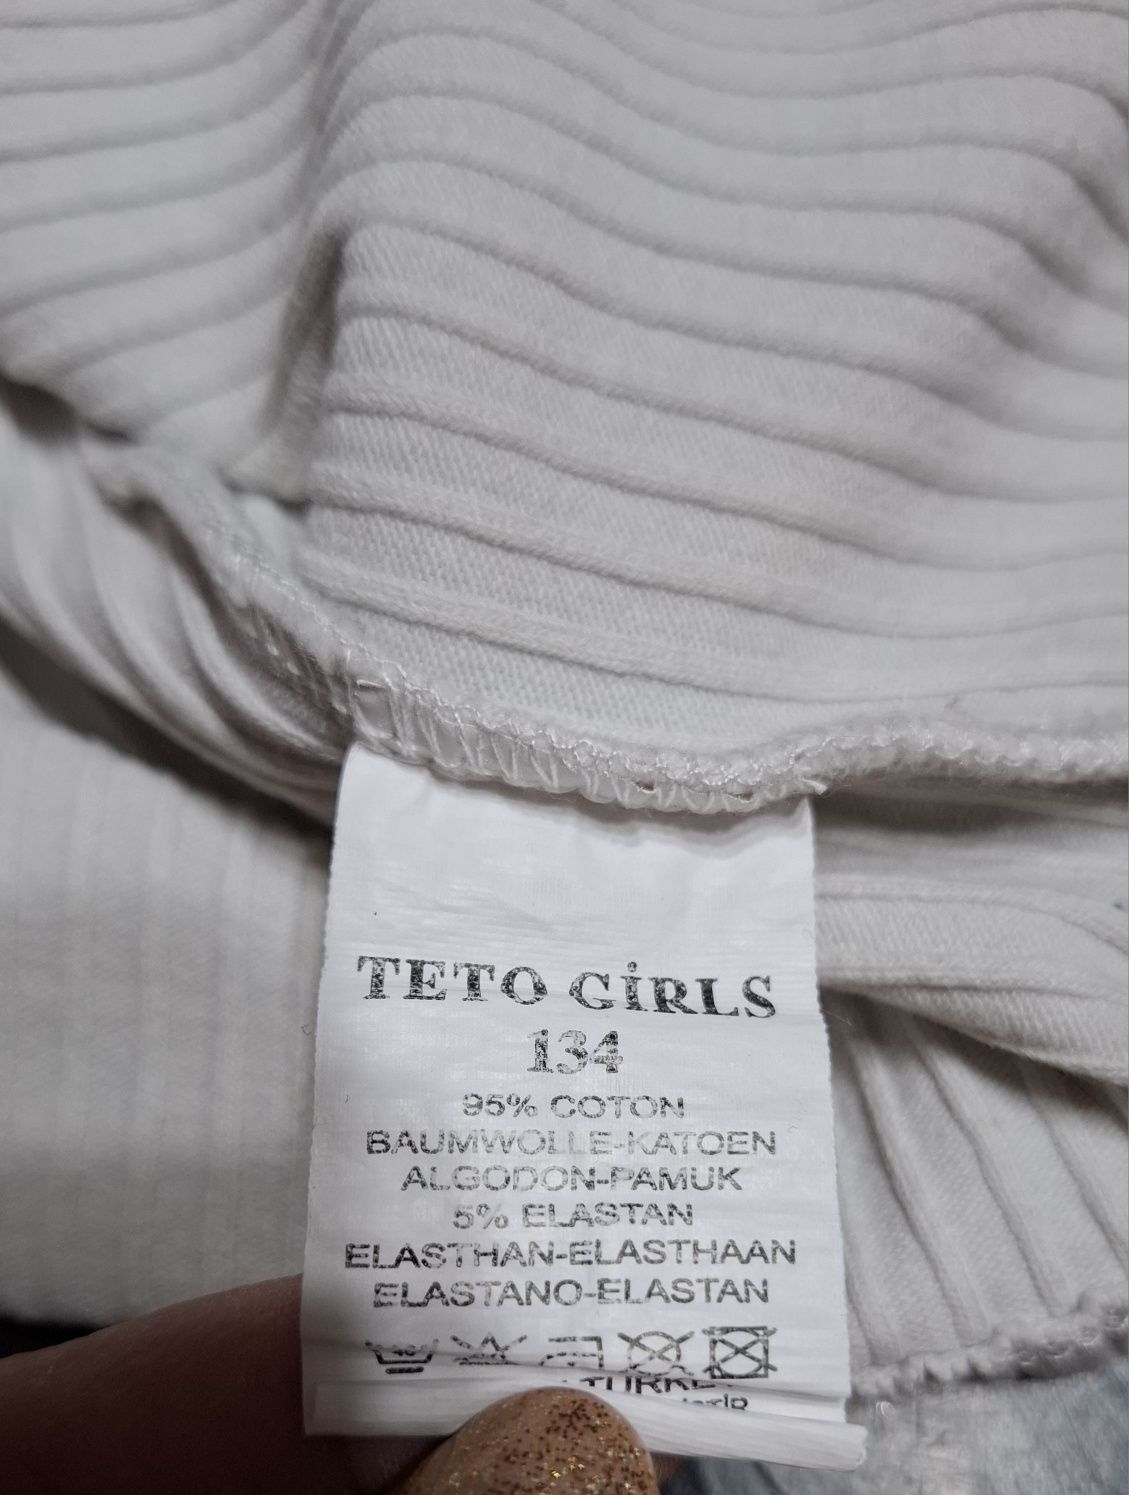 TETO GİRLS
134
95% COTON
BAUMWOLLE-KATOEN
ALGODON-PAMUK
5% ELASTAN
ELASTHAN-ELASTHAAN
ELASTANO-ELASTAN